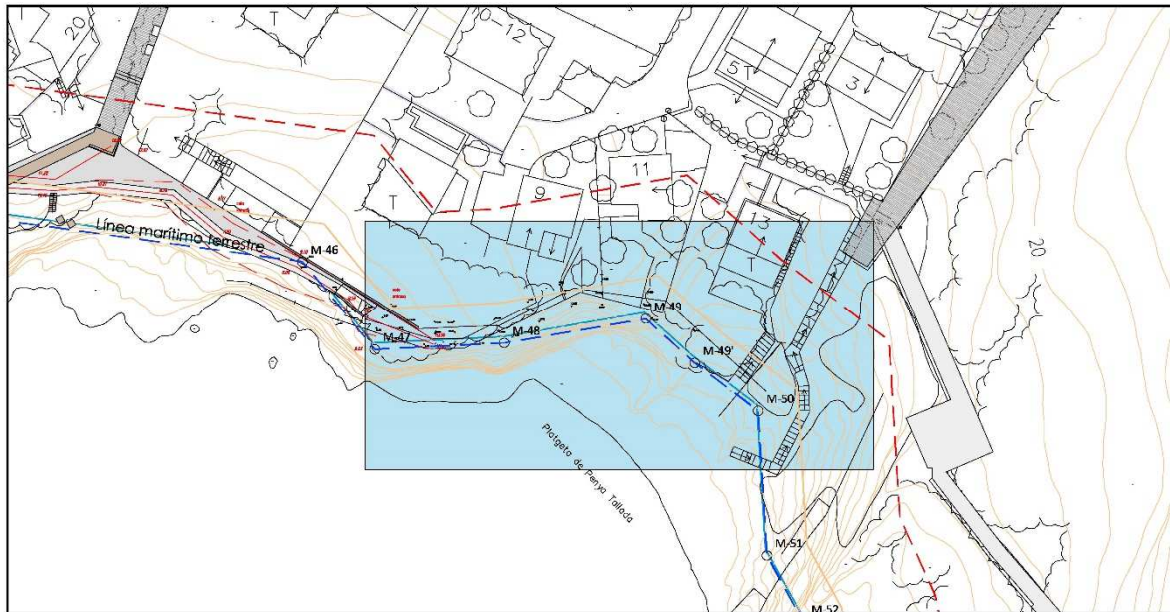 T
20
10-12
5
T
3
11
9
13
T
T
20
Línea marítimo terrestre
M-46
M-47
M-48
M-49
M-49'
M-50
Platgeta de Penya Tallada
M-51
M-52